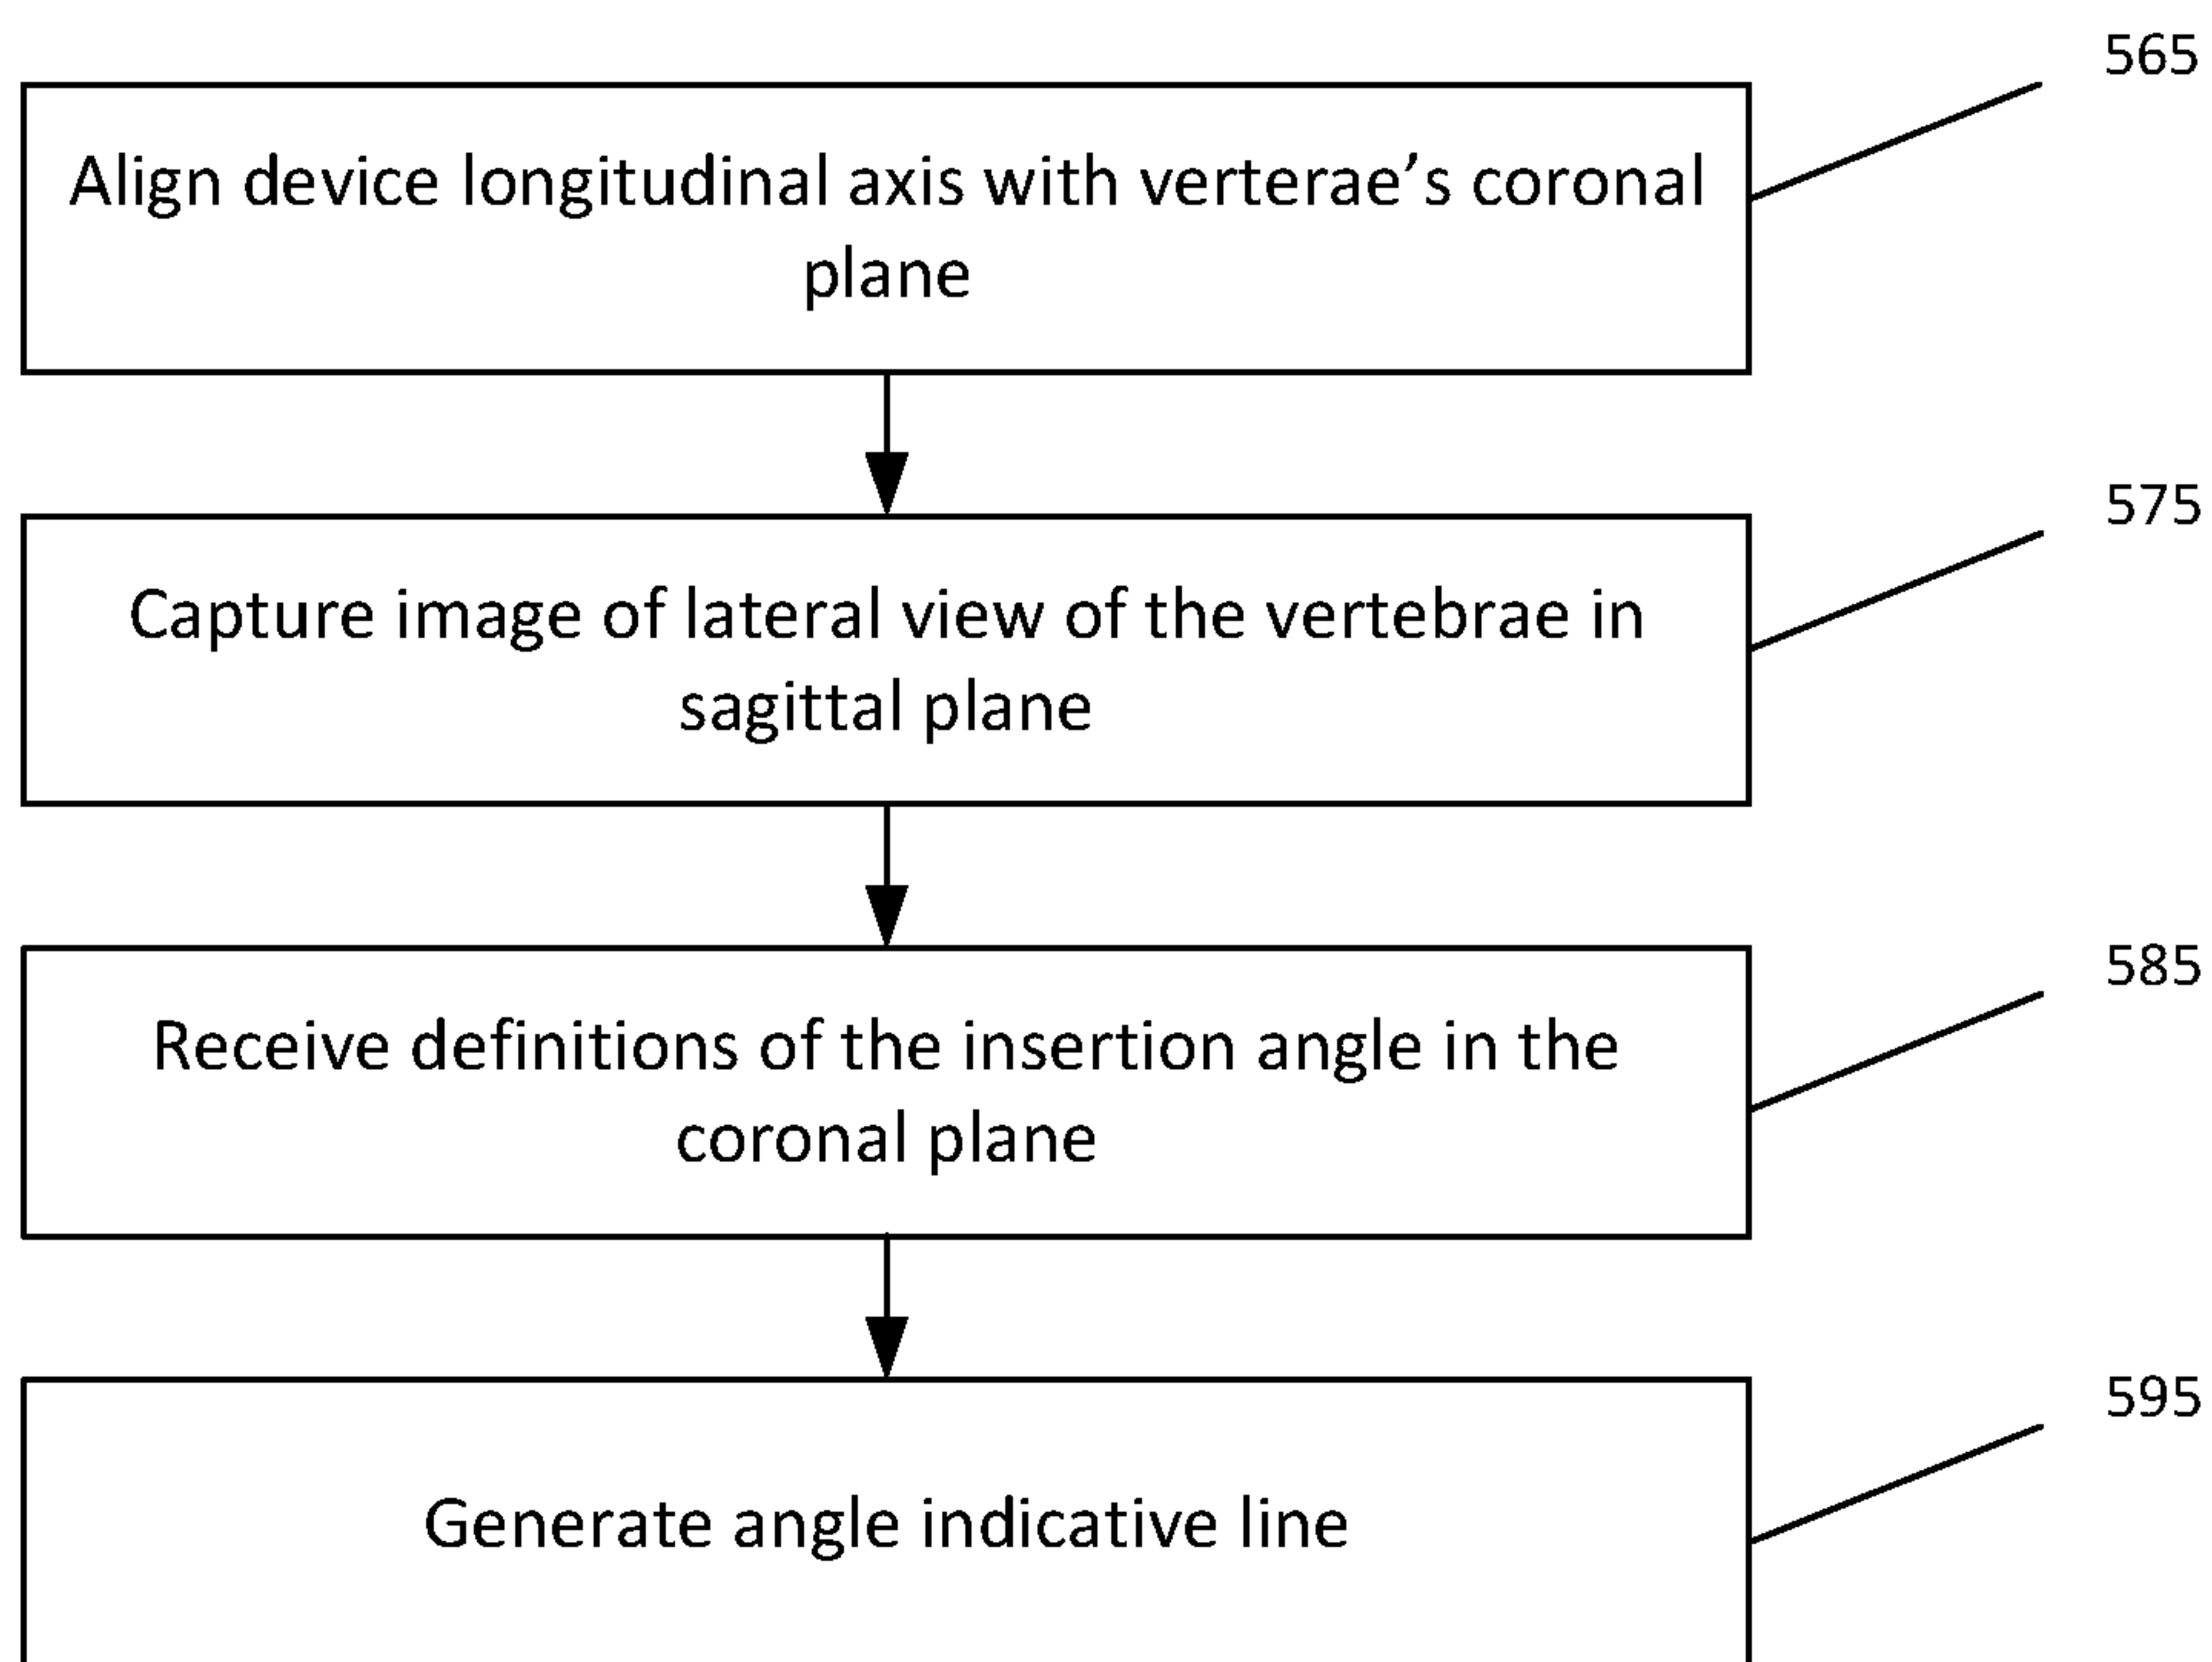 565
Align device longitudinal axis with verterae’s coronal
plane
575
Capture image of lateral view of the vertebrae in
sagittal plane
585
Receive definitions of the insertion angle in the
coronal plane
595
Generate angle indicative line